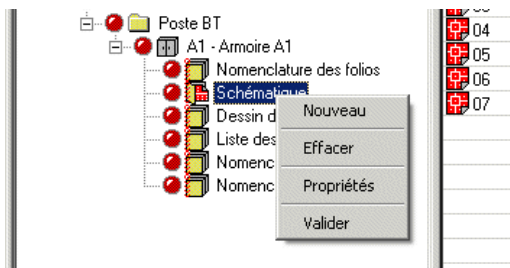 Poste BT
A1 - Armoire A1
Nomenclature des folios
Schématique
Dessin d
Liste des
Nomenc
Nomenc
Nouveau
Effacer
Propriétés
Valider
04
05
06
07